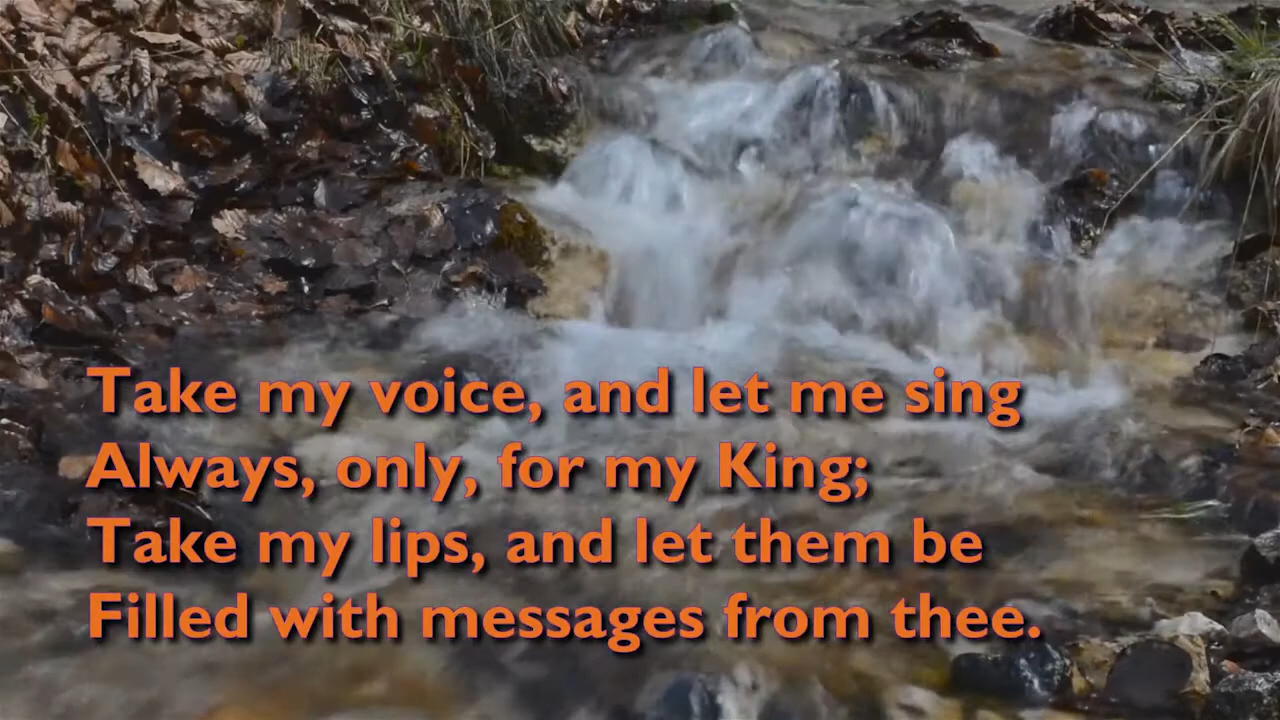 Take my voice, and let me sing
Always, only, for my King;
Take my lips, and let them be
Filled with messages from thee.